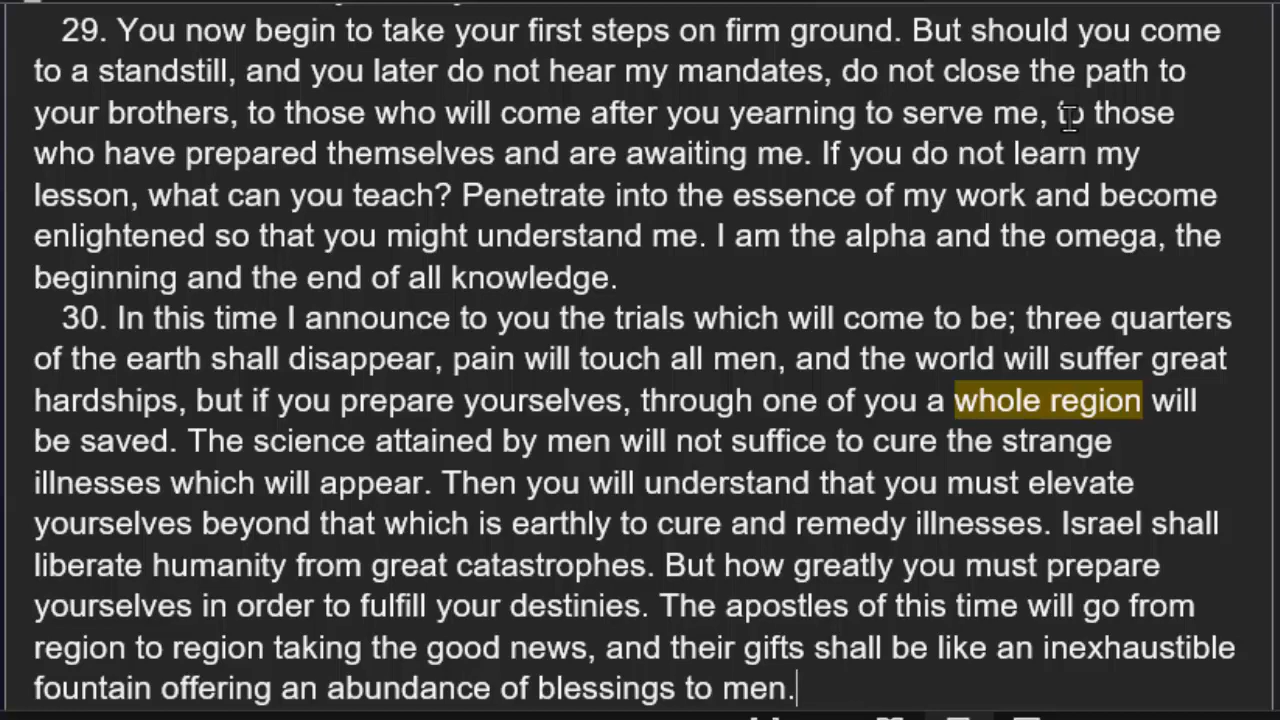 29. You now begin to take your first steps on firm ground. But should you come
to a standstill, and you later do not hear my mandates, do not close the path to
your brothers, to those who will come after you yearning to serve me, to those
who have prepared themselves and are awaiting me. If you do not learn my
lesson, what can you teach? Penetrate into the essence of my work and become
enlightened so that you might understand me. I am the alpha and the omega, the
beginning and the end of all knowledge.
30. In this time I announce to you the trials which will come to be; three quarters
of the earth shall disappear, pain will touch all men, and the world will suffer great
hardships, but if you prepare yourselves, through one of you a whole region will
be saved. The science attained by men will not suffice to cure the strange
illnesses which will appear. Then you will understand that you must elevate
yourselves beyond that which is earthly to cure and remedy illnesses. Israel shall
liberate humanity from great catastrophes. But how greatly you must prepare
yourselves in order to fulfill your destinies. The apostles of this time will go from
region to region taking the good news, and their gifts shall be like an inexhaustible
fountain offering an abundance of blessings to men.